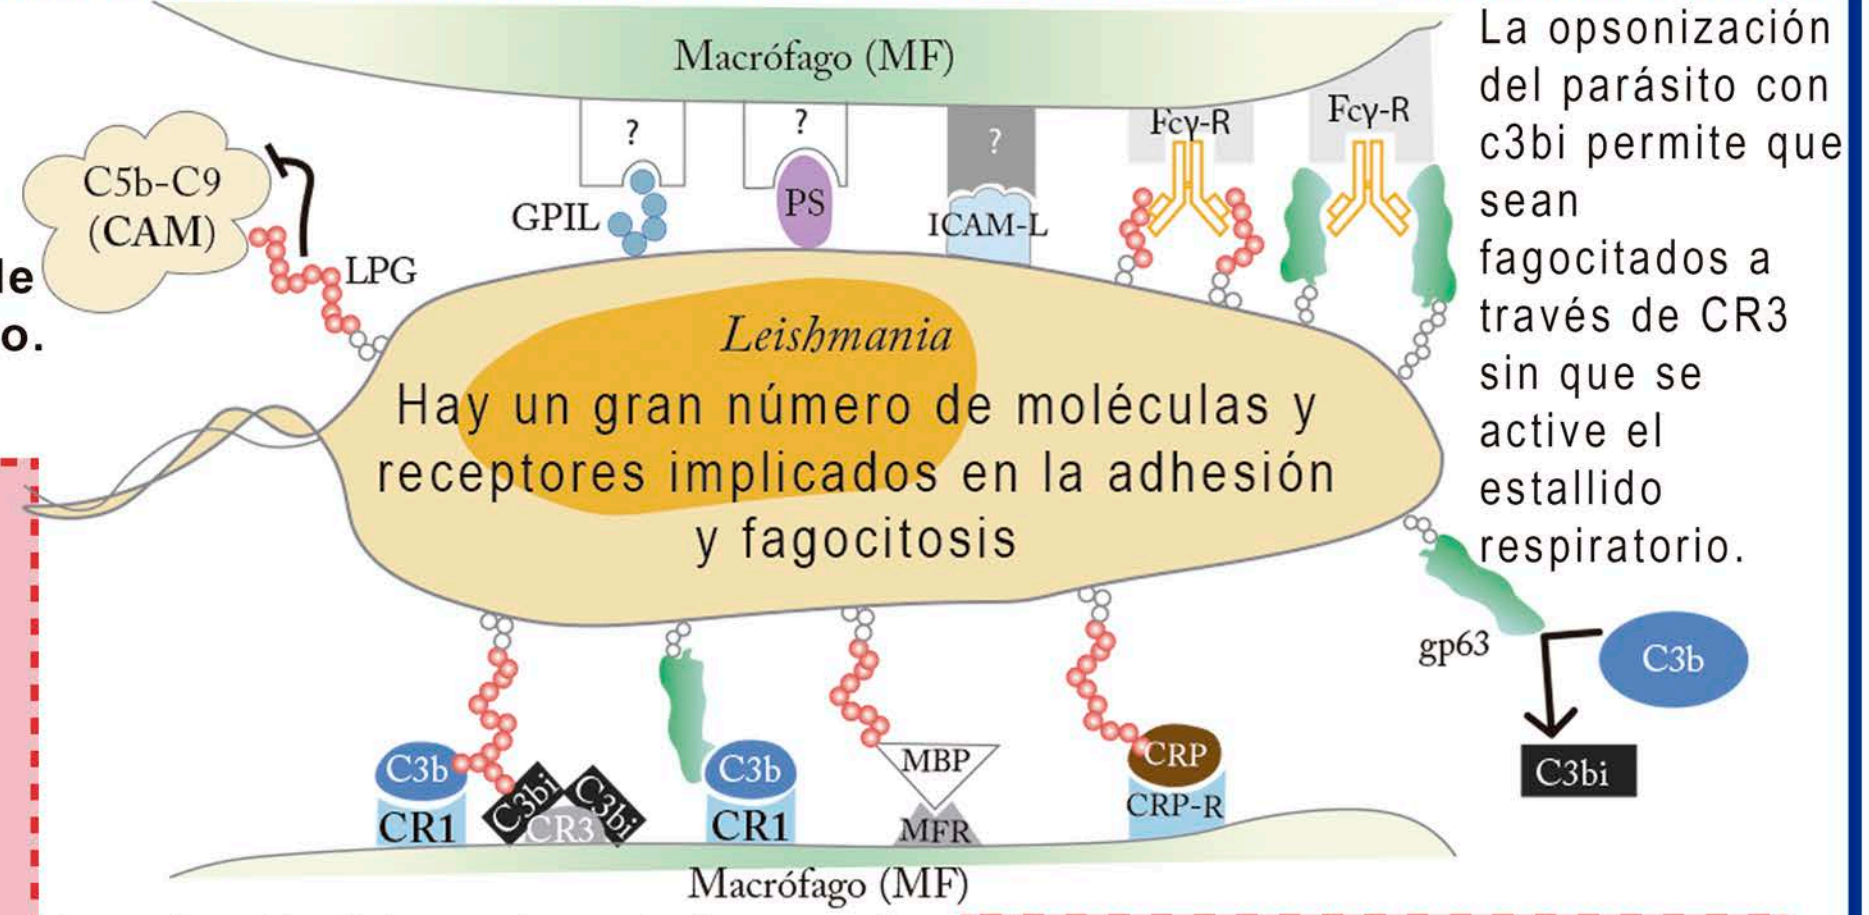 Macrófago (MF)
La opsonización
del parásito con
c3bi permite que
sean
fagocitados a
través de CR3
sin que se
active el
estallido
respiratorio.
?
?
?
Fcγ-R
Fcγ-R
C5b-C9
(CAM)
GPIL
PS
ICAM-L
LPG
le
o.
Leishmania
Hay un gran número de moléculas y
receptores implicados en la adhesión
y fagocitosis
gp63
C3b
C3bi
C3b
CR1
C3bi
C3bi
CR3
C3b
CR1
MBP
MFR
CRP
CRP-R
Macrófago (MF)